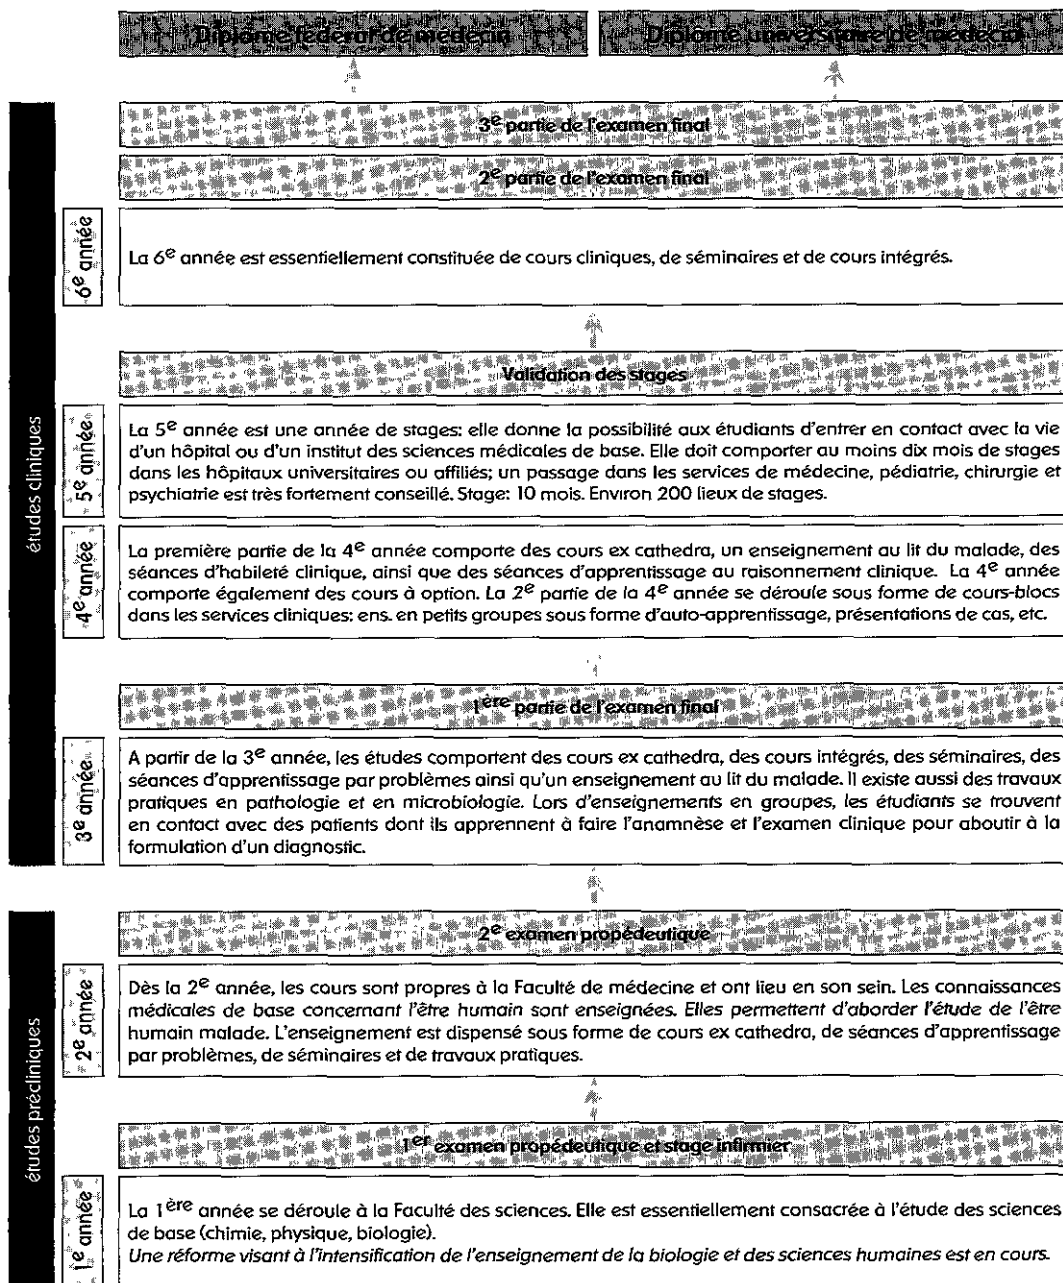 Diplôme fédéral de médecin
Diplôme universitaire de médecin
3e partie de l'examen final
2e partie de l'examen final
6e année
La 6e année est essentiellement constituée de cours cliniques, de séminaires et de cours intégrés.
Validation des stages
études cliniques
5e année
La 5e année est une année de stages: elle donne la possibilité aux étudiants d'entrer en contact avec la vie
d'un hôpital ou d'un institut des sciences médicales de base. Elle doit comporter au moins dix mois de stages
dans les hôpitaux universitaires ou affiliés; un passage dans les services de médecine, pédiatrie, chirurgie et
psychiatrie est très fortement conseillé. Stage: 10 mois. Environ 200 lieux de stages.
4e année
La première partie de la 4e année comporte des cours ex cathedra, un enseignement au lit du malade, des
séances d'habileté clinique, ainsi que des séances d'apprentissage au raisonnement clinique. La 4e année
comporte également des cours à option. La 2e partie de la 4e année se déroule sous forme de cours-blocs
dans les services cliniques: ens. en petits groupes sous forme d'auto-apprentissage, présentations de cas, etc.
1ère partie de l'examen final
3e année
A partir de la 3e année, les études comportent des cours ex cathedra, des cours intégrés, des séminaires, des
séances d'apprentissage par problèmes ainsi qu'un enseignement au lit du malade. Il existe aussi des travaux
pratiques en pathologie et en microbiologie. Lors d'enseignements en groupes, les étudiants se trouvent
en contact avec des patients dont ils apprennent à faire l'anamnèse et l'examen clinique pour aboutir à la
formulation d'un diagnostic.
2e examen propédeutique
études précliniques
2e année
Dès la 2e année, les cours sont propres à la Faculté de médecine et ont lieu en son sein. Les connaissances
médicales de base concernant l'être humain sont enseignées. Elles permettent d'aborder l'étude de l'être
humain malade. L'enseignement est dispensé sous forme de cours ex cathedra, de séances d'apprentissage
par problèmes, de séminaires et de travaux pratiques.
1er examen propédeutique et stage infirmier
1e année
La 1ère année se déroule à la Faculté des sciences. Elle est essentiellement consacrée à l'étude des sciences
de base (chimie, physique, biologie).
Une réforme visant à l'intensification de l'enseignement de la biologie et des sciences humaines est en cours.